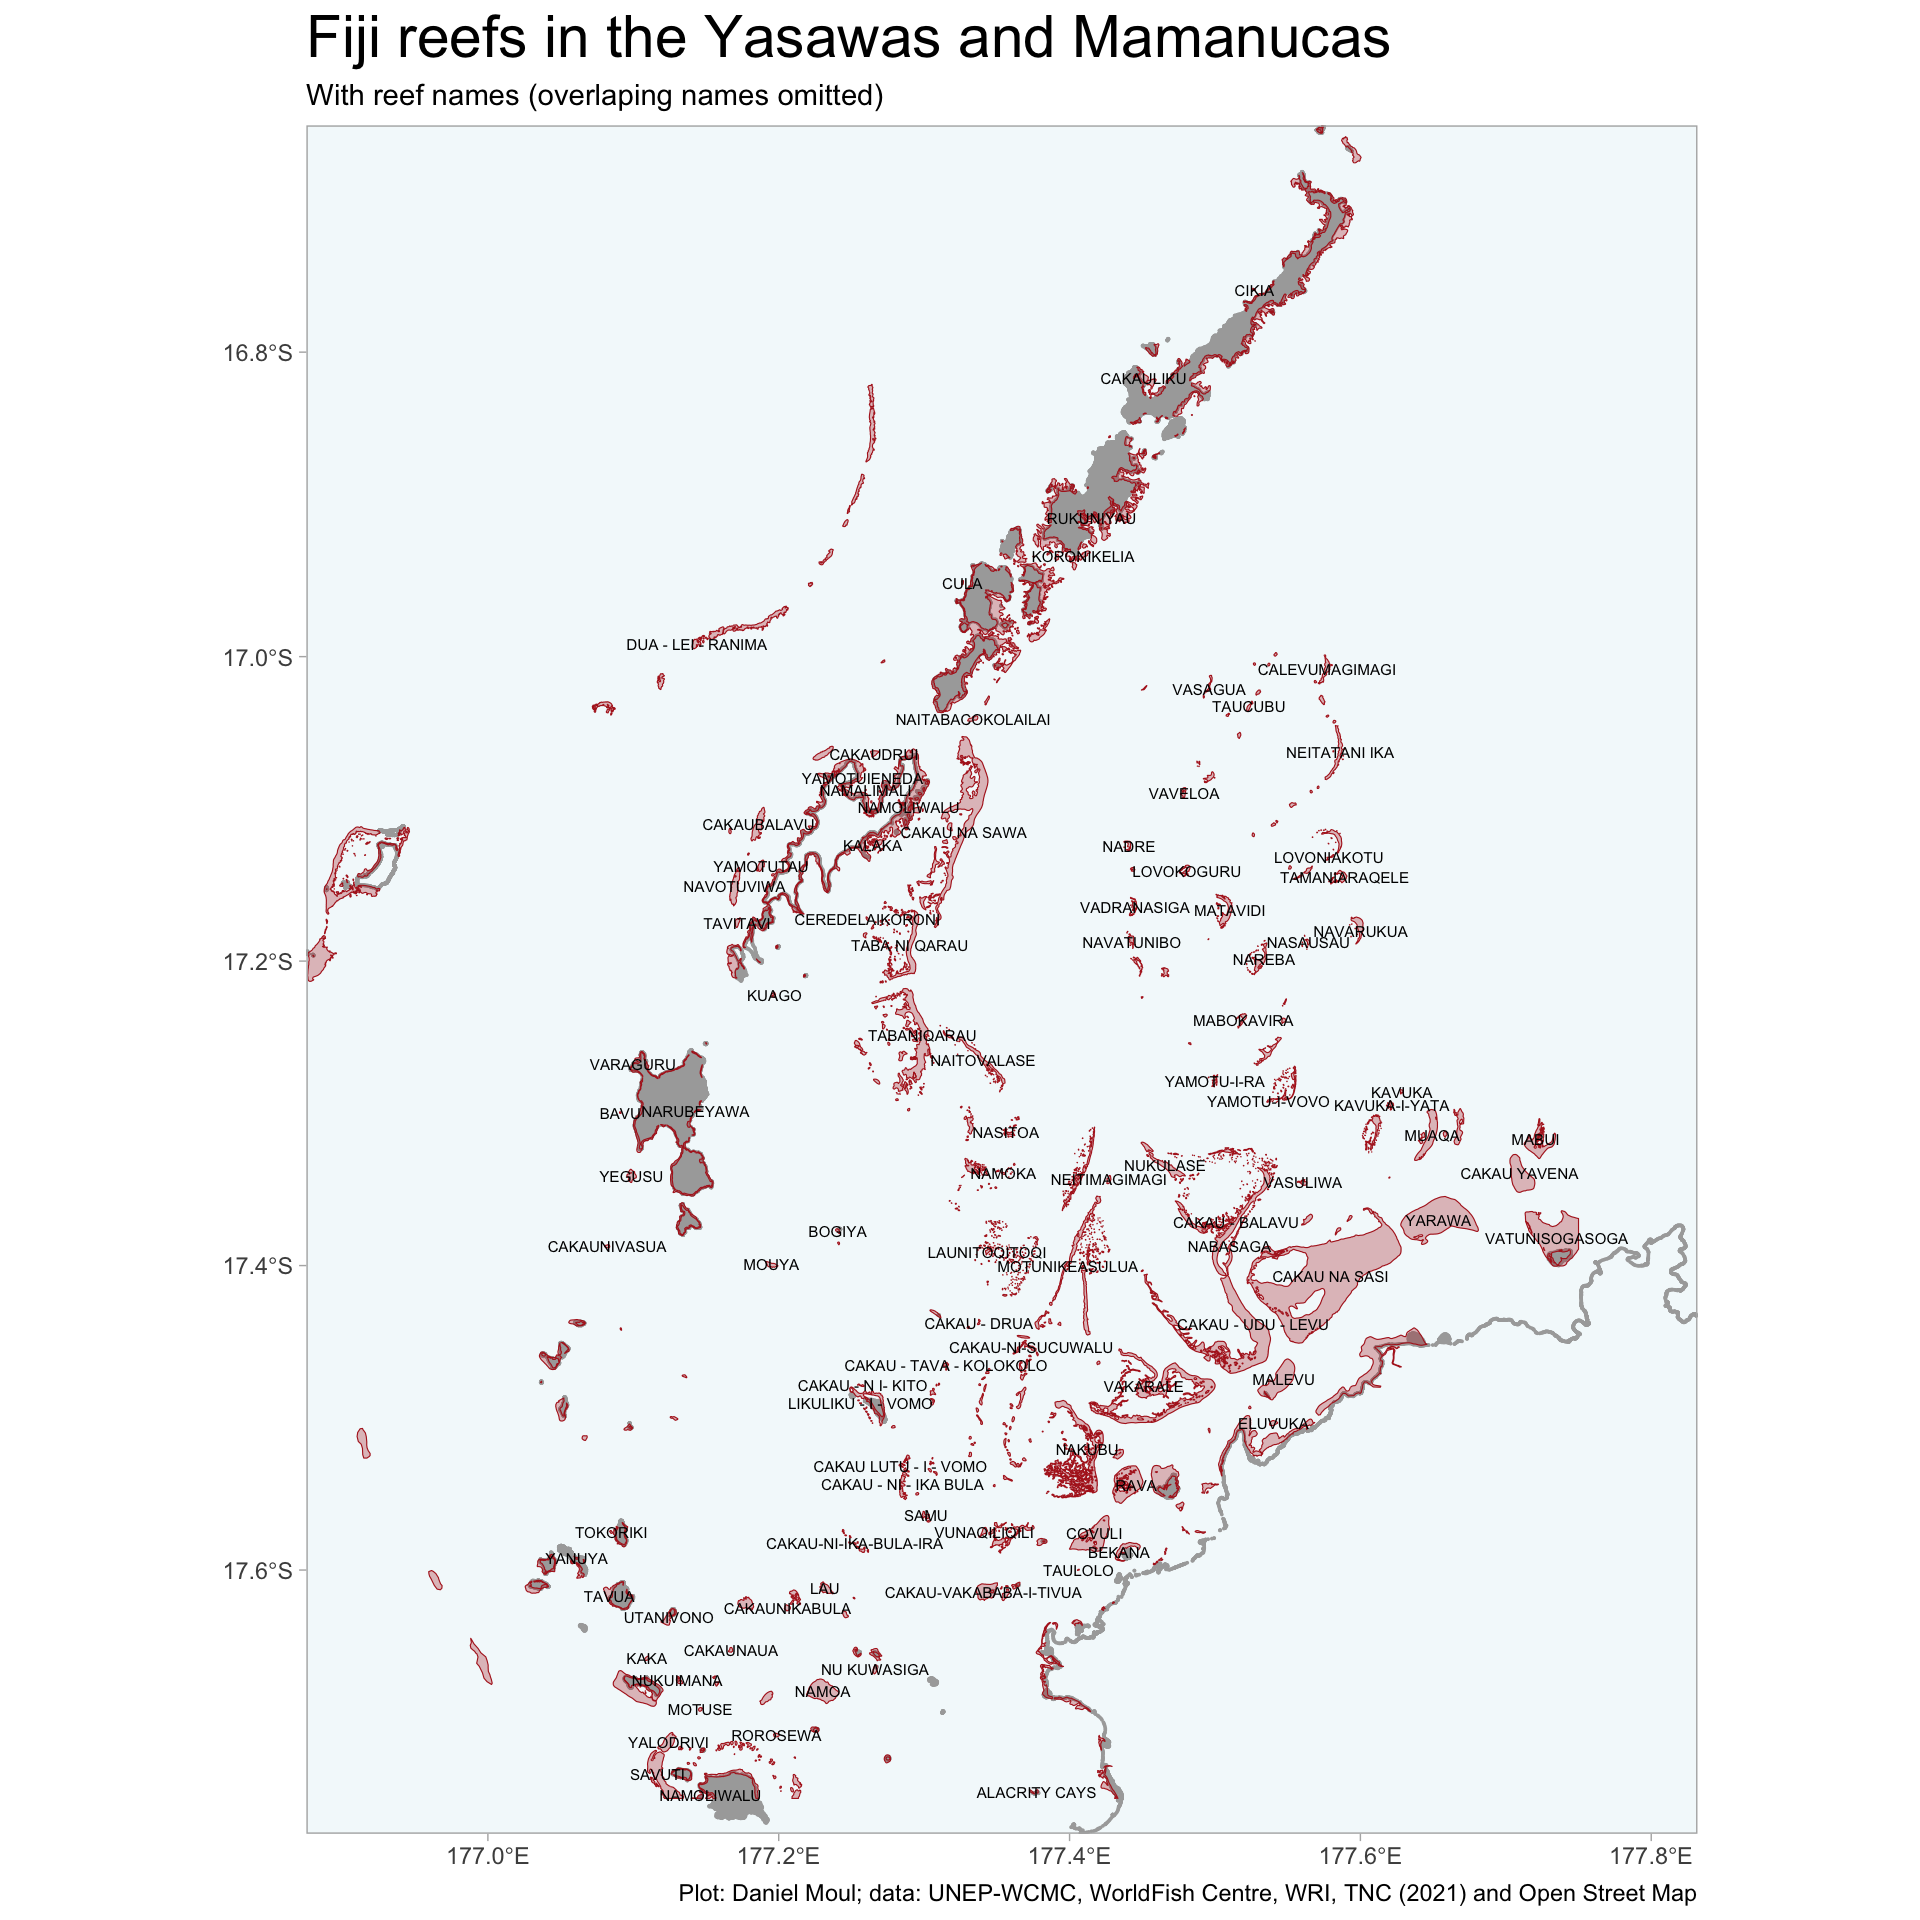 Fiji reefs in the Yasawas and Mamanucas
With reef names (overlaping names omitted)
CIKIA
16.8°S
CAKAULIKU
RUKUNIYAU
KORONIKELIA
CULA
DUA - LEI - RANIMA
17.0°S
CALEVUMAGIMAGI
VASAGUA
TAUCUBU
NAITABACOKOLAILAI
NEITATANI IKA
CAKAUDRUI
YAMOTUIENEDA
NAMALIMALI
VAVELOA
NAMOLIWALU
CAKAUBALAVU
CAKAU NA SAWA
KALAKA
NADRE
LOVONIAKOTU
YAMOTUTAU
LOVOKOGURU
TAMANARAQELE
NAVOTUVIWA
VADRANASIGA
MATAVIDI
TAVITAVI
CEREDELAIKORONI
NAVARUKUA
TABA NI QARAU
NAVATUNIBO
NASAUSAU
17.2°S
NAREBA
KUAGO
MABOKAVIRA
TABANIQARAU
NAITOVALASE
VARAGURU
YAMOTU-I-RA
KAVUKA
YAMOTU-I-VOVO
KAVUKA-I-YATA
BAVU
NARUBEYAWA
NASITOA
MUAQA
MABUI
NUKULASE
NAMOKA
CAKAU YAVENA
YEGUSU
NEITIMAGIMAGI
VASULIWA
CAKAU - BALAVU
YARAWA
BOGIYA
VATUNISOGASOGA
CAKAUNIVASUA
NABASAGA
LAUNITOQITOQI
17.4°S
MOUYA
MOTUNIKEASULUA
CAKAU NA SASI
CAKAU - DRUA
CAKAU - UDU - LEVU
CAKAU-NI-SUCUWALU
CAKAU - TAVA - KOLOKOLO
MALEVU
CAKAU - N I- KITO
VAKARALE
LIKULIKU - I - VOMO
ELUVUKA
NAKUBU
CAKAU LUTU - I - VOMO
CAKAU - NI - IKA BULA
RAVA
SAMU
TOKORIKI
VUNAQILIQILI
COVULI
CAKAU-NI-IKA-BULA-IRA
BEKANA
YANUYA
17.6°S
TAULOLO
LAU
CAKAU-VAKABABA-I-TIVUA
TAVUA
CAKAUNIKABULA
UTANIVONO
CAKAUNAUA
KAKA
NU KUWASIGA
NUKUIMANA
NAMOA
MOTUSE
ROROSEWA
YALODRIVI
SAVUTI
ALACRITY CAYS
NAMOLIWALU
177.0°E 177.2°E 177.4°E 177.6°E 177.8°E
Plot: Daniel Moul; data: UNEP-WCMC, WorldFish Centre, WRI, TNC (2021) and Open Street Map